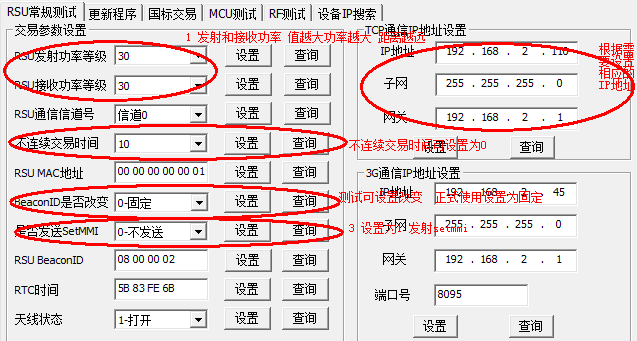 RSU常规测试 更新程序 国标交易 MCU测试 RF测试 设备IP搜索
交易参数设置
1 发射和接收功率 值越大功率越大 距离越远
RSU发射功率等级 30 设置 查询
RSU接收功率等级 30 设置 查询
RSU通信信道号 信道0 设置 查询
不连续交易时间 10 设置 查询
不连续交易时间可设置为0
RSU MAC地址 00 00 00 00 00 01 设置 查询
BeaconID是否改变 0-固定 设置 查询
测试可设置改变 正式使用设置为固定
是否发送SetMMI 0-不发送 设置 查询
3 设置为
发射setmmi
RSU BeaconID 08 00 00 02 设置 查询
RTC时间 5B 83 FE 6B 设置 查询
天线状态 1-打开 设置 查询
TCP通信IP地址设置
IP地址 192 . 168 . 2 . 110
子网 255 . 255 . 255 . 0
网关 192 . 168 . 2 . 1
设置 查询
根据需
要设置
相应的
IP地址
3G通信IP地址设置
IP地址 192 . 168 . 2 . 45
子网 255 . 255 . 255 . 0
网关 192 . 168 . 2 . 1
端口号 8095
设置 查询